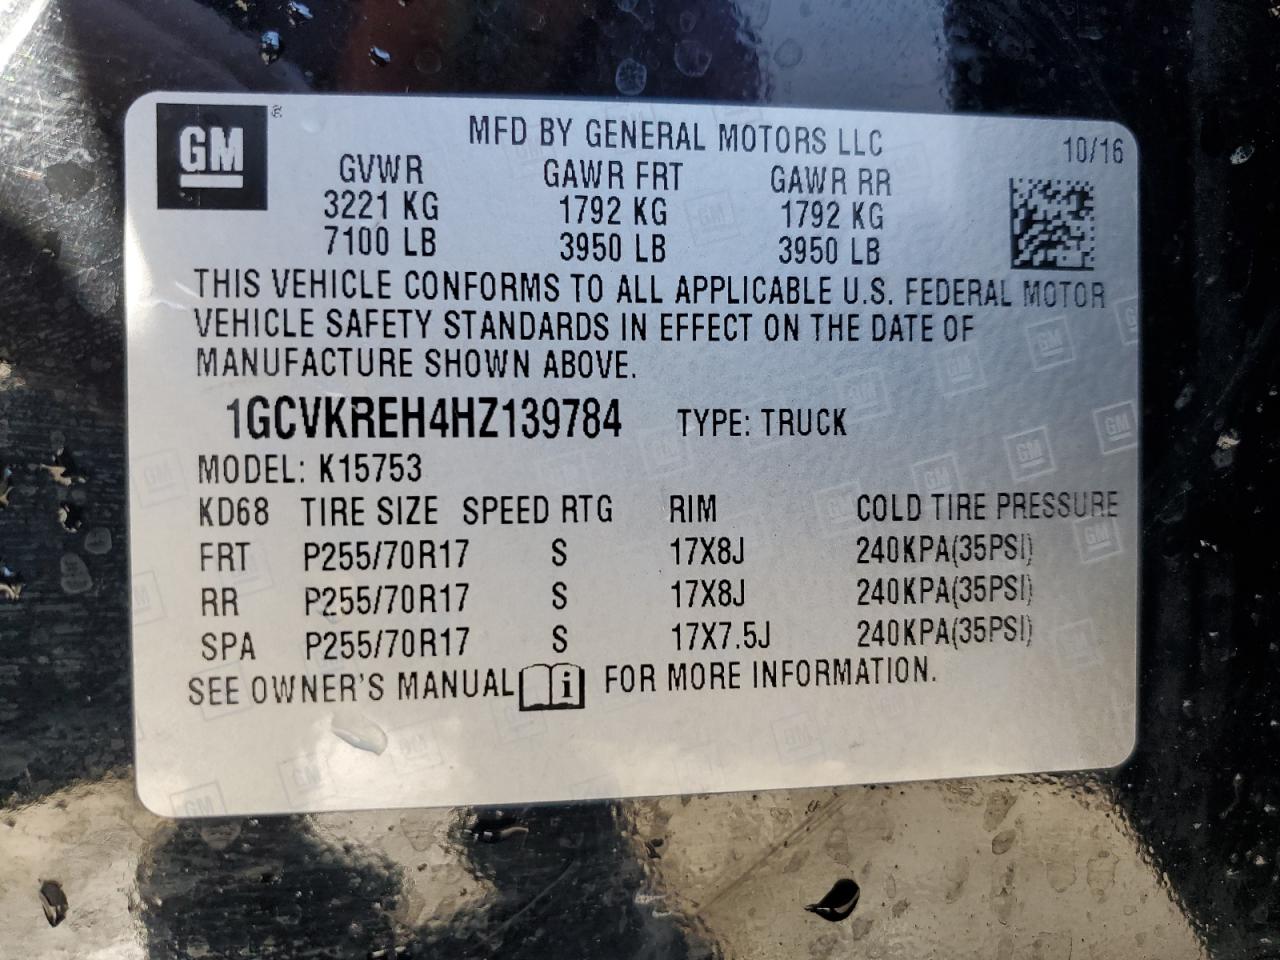 GM ®
MFD BY GENERAL MOTORS LLC 10/16
GVWR GAWR FRT GAWR RR
3221 KG 1792 KG 1792 KG
7100 LB 3950 LB 3950 LB
THIS VEHICLE CONFORMS TO ALL APPLICABLE U.S. FEDERAL MOTOR
VEHICLE SAFETY STANDARDS IN EFFECT ON THE DATE OF
MANUFACTURE SHOWN ABOVE.
1GCVKREH4HZ139784 TYPE: TRUCK
MODEL: K15753
KD68 TIRE SIZE SPEED RTG RIM COLD TIRE PRESSURE
FRT P255/70R17 S 17X8J 240KPA(35PSI)
RR P255/70R17 S 17X8J 240KPA(35PSI)
SPA P255/70R17 S 17X7.5J 240KPA(35PSI)
SEE OWNER'S MANUAL i FOR MORE INFORMATION.